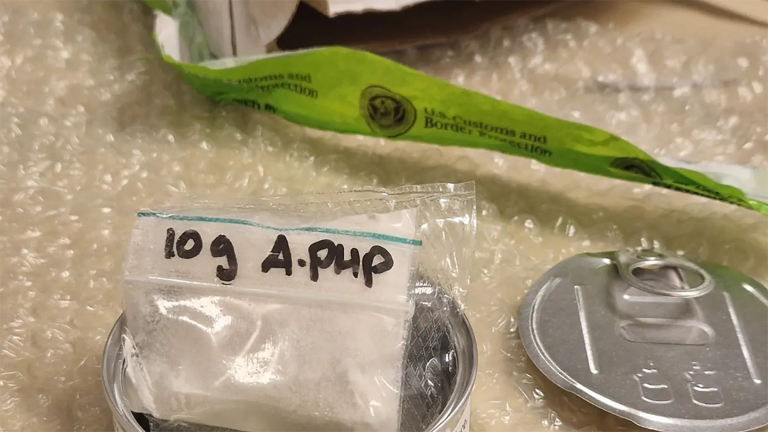 U.S. Customs and
Border Protection
10g A.PHP